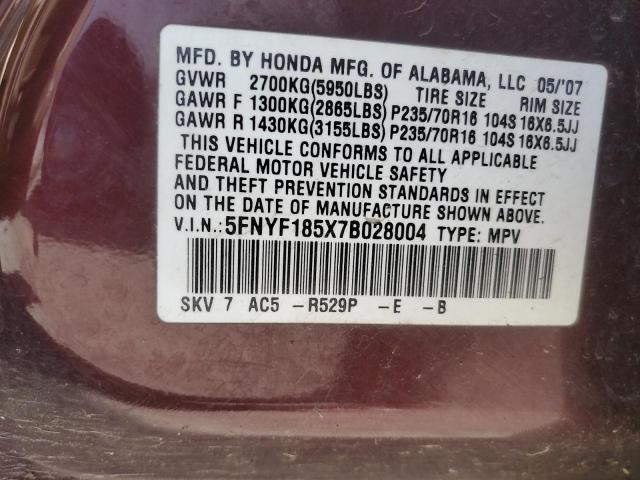 MFD. BY HONDA MFG. OF ALABAMA, LLC 05/'07
GVWR 2700KG(5950LBS) TIRE SIZE RIM SIZE
GAWR F 1300KG(2865LBS) P235/70R16 104S 16X6.5JJ
GAWR R 1430KG(3155LBS) P235/70R16 104S 16X6.5JJ
THIS VEHICLE CONFORMS TO ALL APPLICABLE
FEDERAL MOTOR VEHICLE SAFETY
AND THEFT PREVENTION STANDARDS IN EFFECT
ON THE DATE OF MANUFACTURE SHOWN ABOVE.
V.I.N.: 5FNYF185X7B028004 TYPE: MPV
SKV 7 AC5 -R529P -E -B